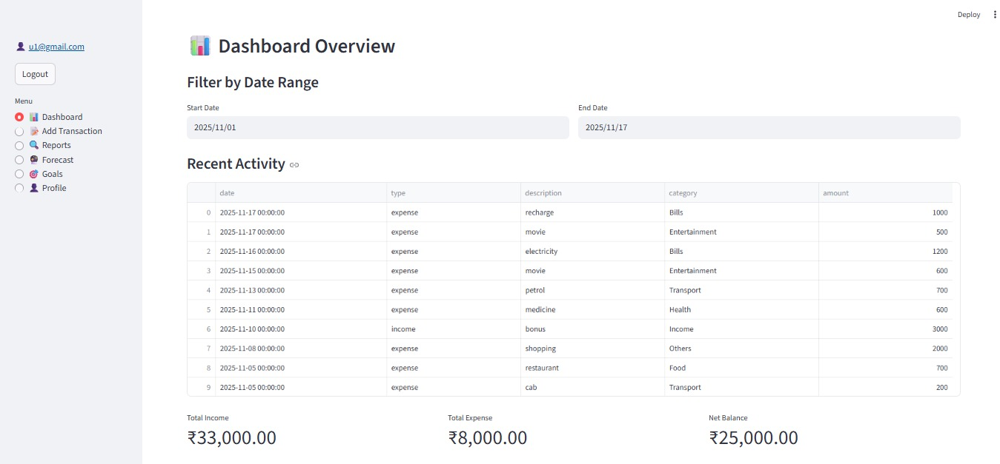 Deploy
u1@gmail.com
Logout
Menu
Dashboard
Add Transaction
Reports
Forecast
Goals
Profile
Dashboard Overview
Filter by Date Range
Start Date End Date
2025/11/01 2025/11/17
Recent Activity
date type description category amount
0 2025-11-17 00:00:00 expense recharge Bills 1000
1 2025-11-17 00:00:00 expense movie Entertainment 500
2 2025-11-16 00:00:00 expense electricity Bills 1200
3 2025-11-15 00:00:00 expense movie Entertainment 600
4 2025-11-13 00:00:00 expense petrol Transport 700
5 2025-11-11 00:00:00 expense medicine Health 600
6 2025-11-10 00:00:00 income bonus Income 3000
7 2025-11-08 00:00:00 expense shopping Others 2000
8 2025-11-05 00:00:00 expense restaurant Food 700
9 2025-11-05 00:00:00 expense cab Transport 200
Total Income Total Expense Net Balance
₹33,000.00 ₹8,000.00 ₹25,000.00